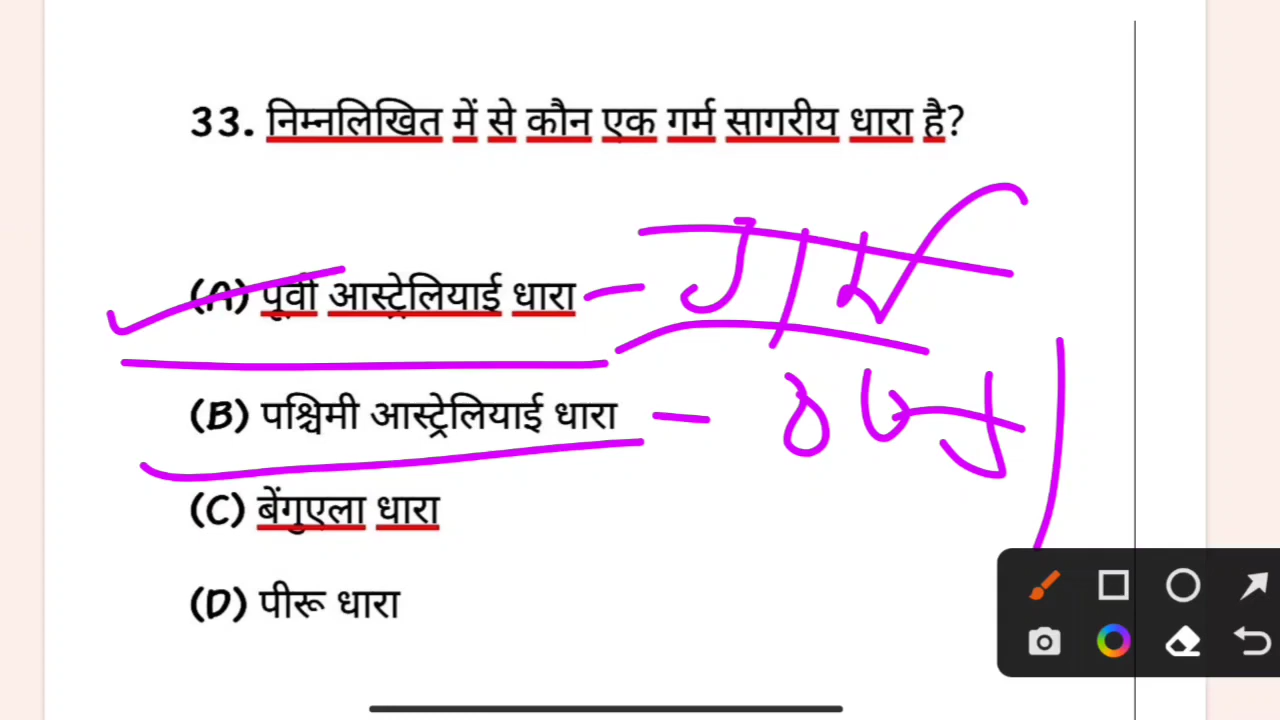 33. निम्नलिखित में से कौन एक गर्म सागरीय धारा है?
(A) पूर्वी आस्ट्रेलियाई धारा - गर्म
(B) पश्चिमी आस्ट्रेलियाई धारा -
(C) बेंगुएला धारा
(D) पीरू धारा